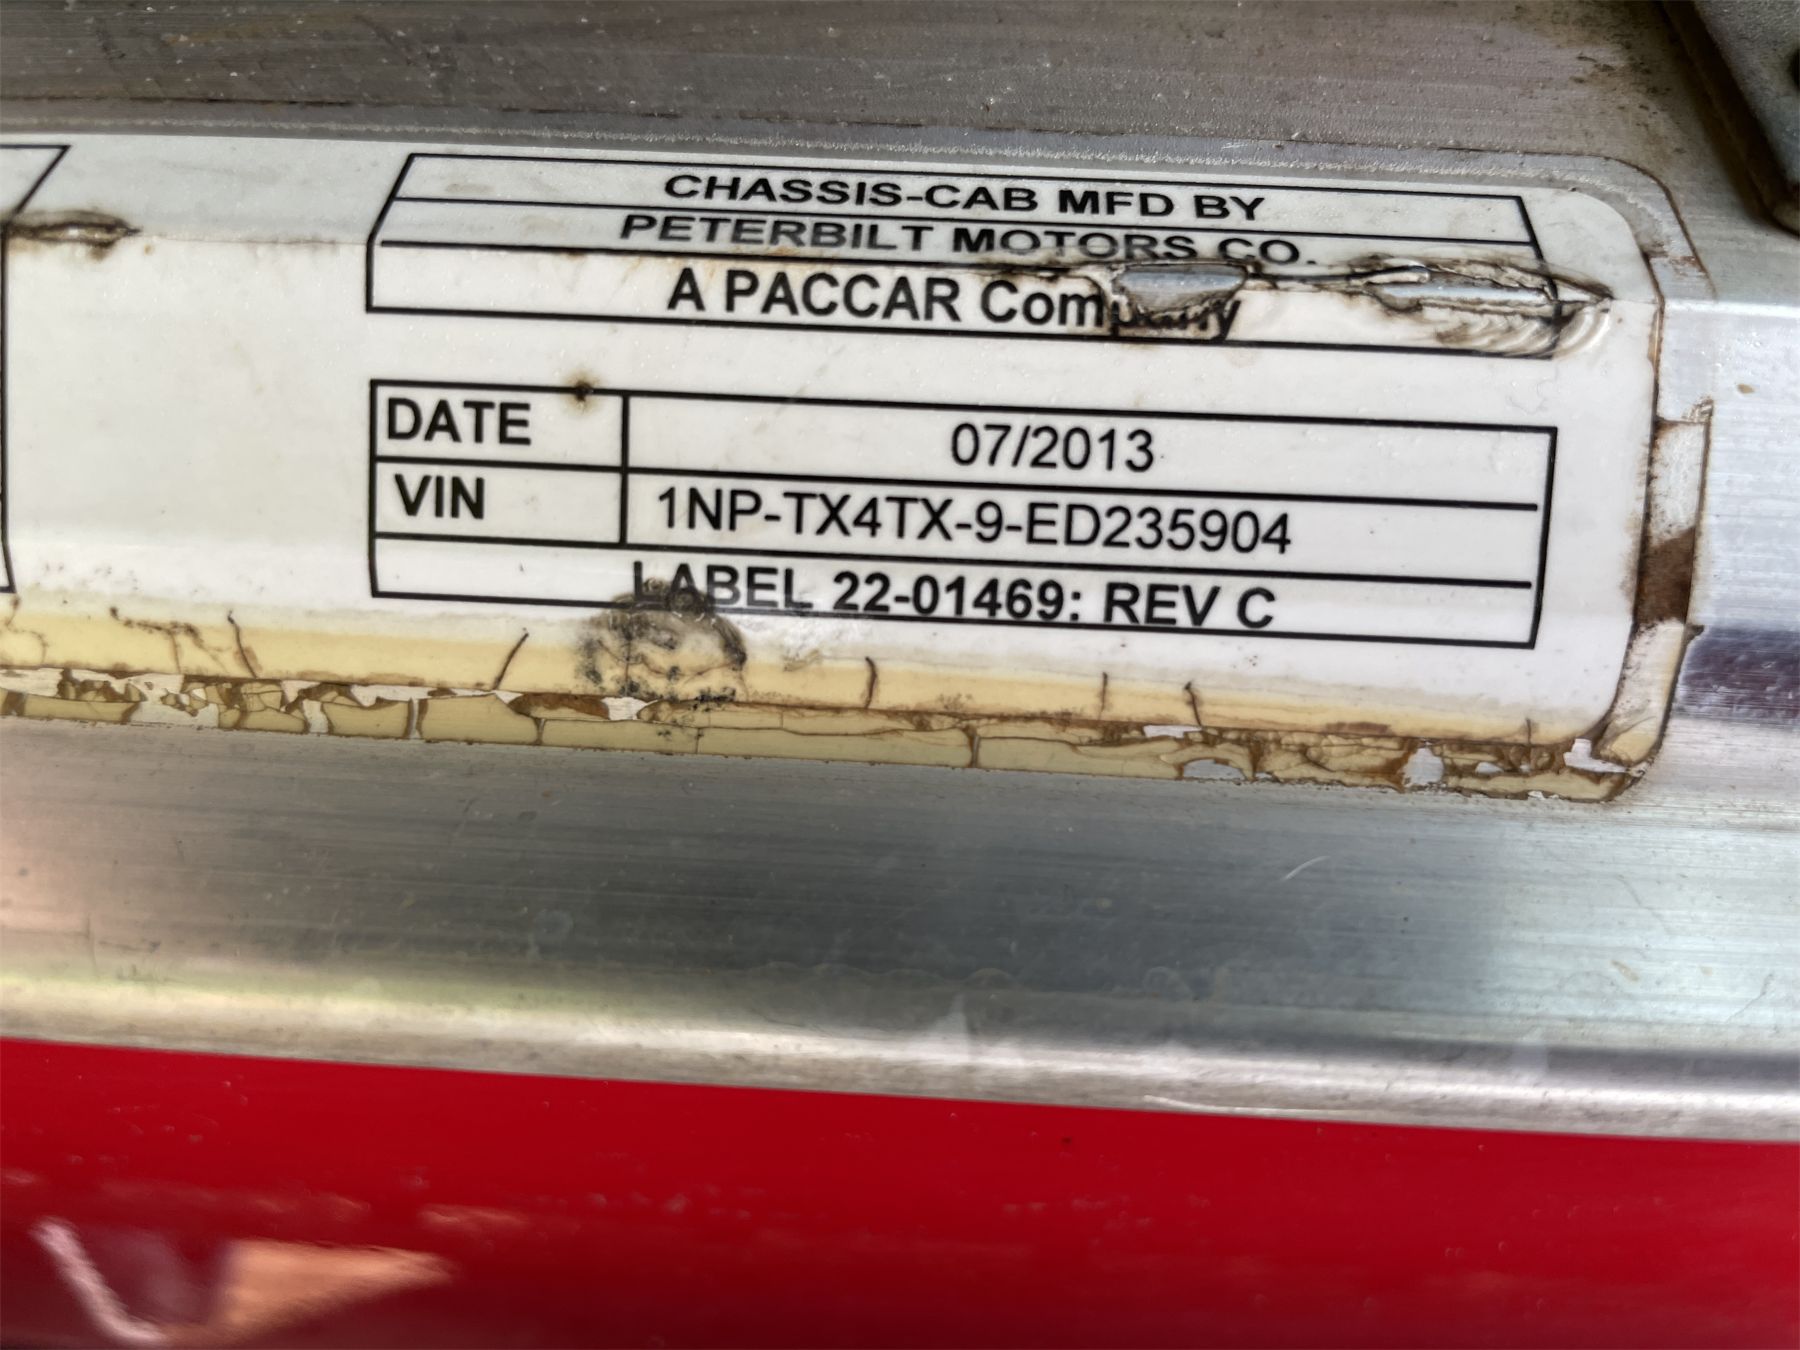 CHASSIS-CAB MFD BY
PETERBILT MOTORS CO.
A PACCAR Company
DATE 07/2013
VIN 1NP-TX4TX-9-ED235904
LABEL 22-01469: REV C